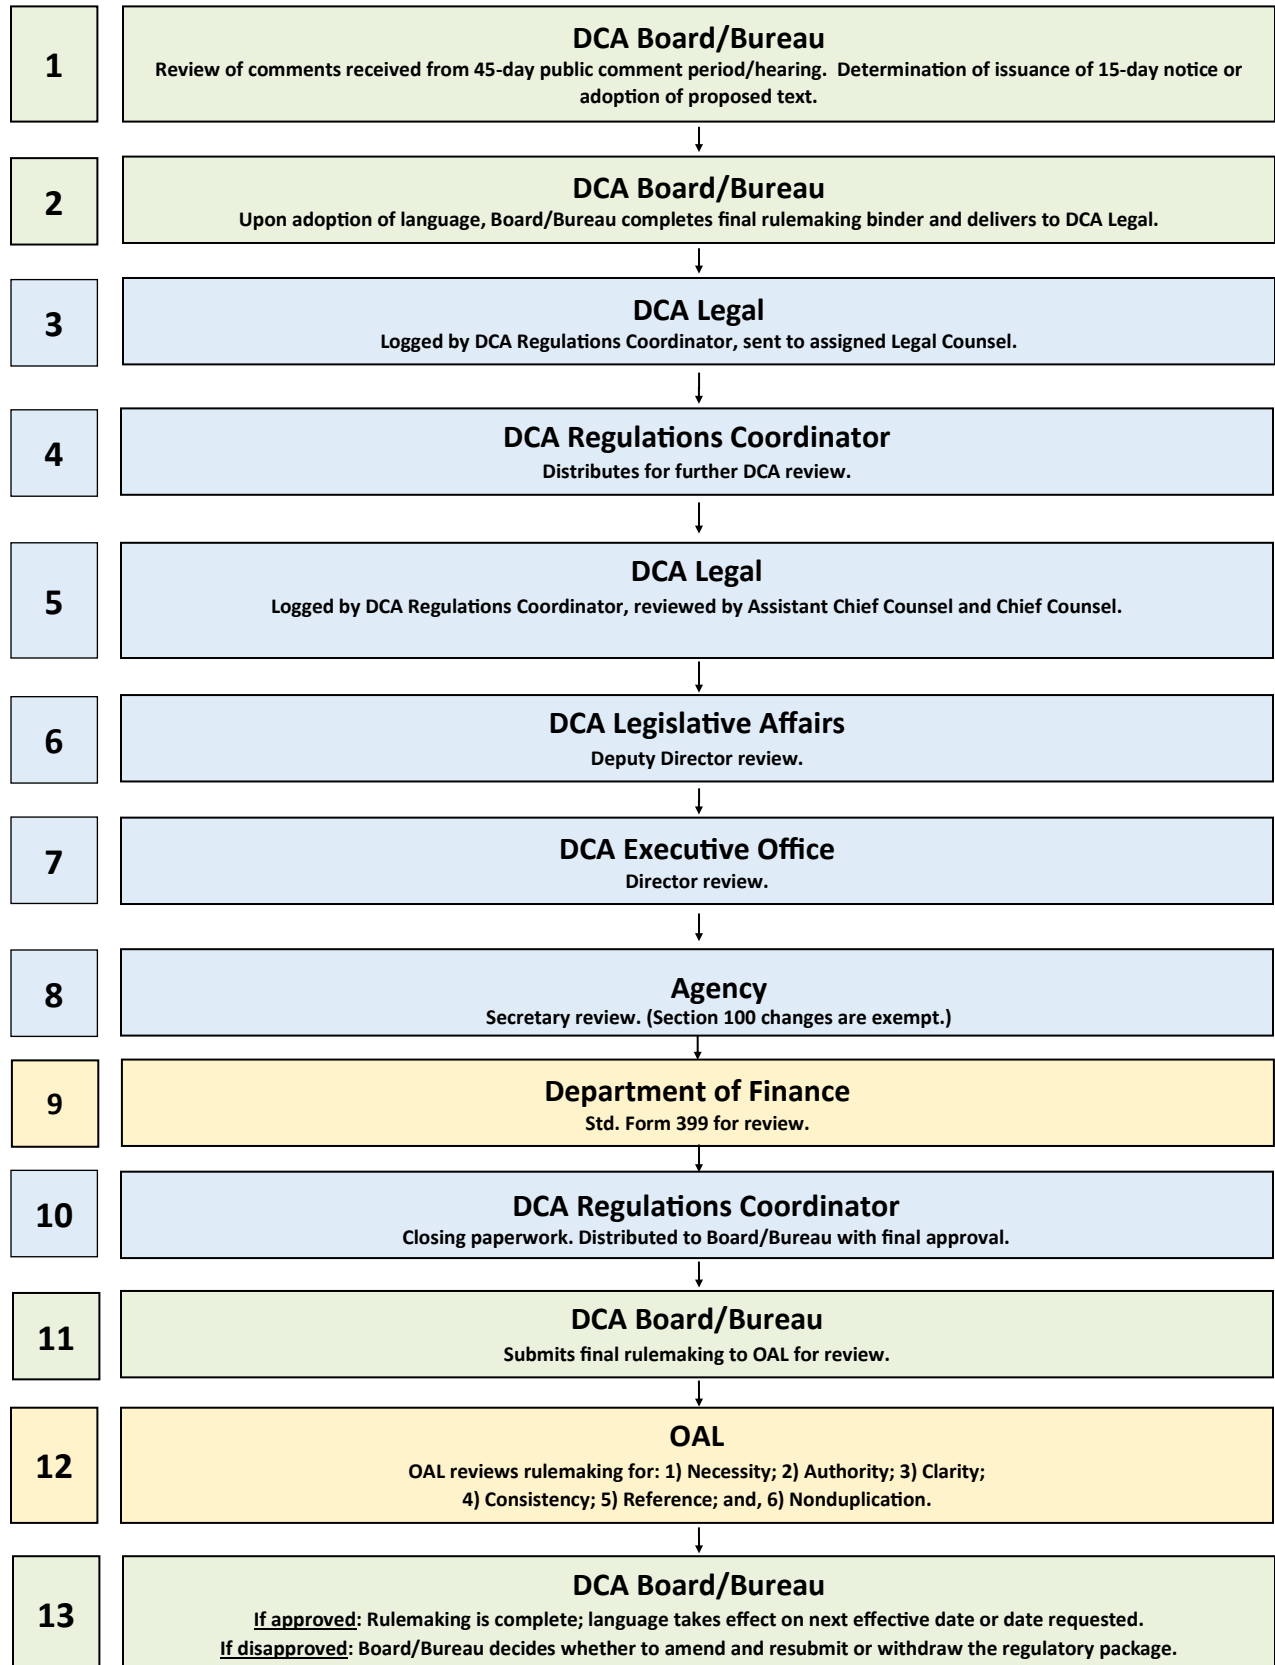 1
DCA Board/Bureau
Review of comments received from 45-day public comment period/hearing.  Determination of issuance of 15-day notice or
adoption of proposed text.
2
DCA Board/Bureau
Upon adoption of language, Board/Bureau completes final rulemaking binder and delivers to DCA Legal.
3
DCA Legal
Logged by DCA Regulations Coordinator, sent to assigned Legal Counsel.
4
DCA Regulations Coordinator
Distributes for further DCA review.
5
DCA Legal
Logged by DCA Regulations Coordinator, reviewed by Assistant Chief Counsel and Chief Counsel.
6
DCA Legislative Affairs
Deputy Director review.
7
DCA Executive Office
Director review.
8
Agency
Secretary review. (Section 100 changes are exempt.)
9
Department of Finance
Std. Form 399 for review.
10
DCA Regulations Coordinator
Closing paperwork. Distributed to Board/Bureau with final approval.
11
DCA Board/Bureau
Submits final rulemaking to OAL for review.
12
OAL
OAL reviews rulemaking for: 1) Necessity; 2) Authority; 3) Clarity;
4) Consistency; 5) Reference; and, 6) Nonduplication.
13
DCA Board/Bureau
If approved: Rulemaking is complete; language takes effect on next effective date or date requested.
If disapproved: Board/Bureau decides whether to amend and resubmit or withdraw the regulatory package.